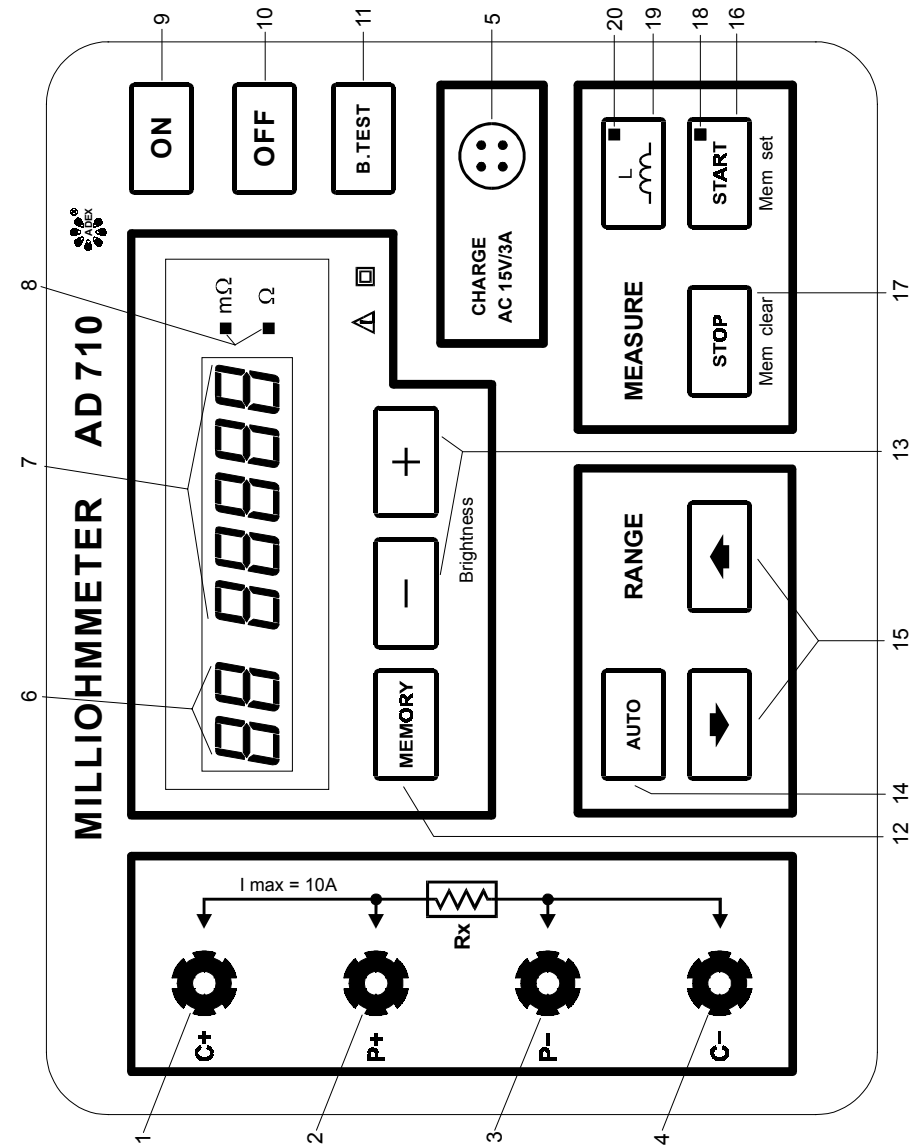 6
7
8
9
10
11
5
20
19
18
16
MILLIOHMMETER AD 710
ADEX®
mΩ
Ω
88 88888
MEMORY
−
+
Brightness
ON
OFF
B.TEST
CHARGE
AC 15V/3A
C+
P+
P−
C−
I max = 10A
Rx
RANGE
AUTO
MEASURE
L
STOP
Mem clear
START
Mem set
1
2
3
4
12
14
15
13
17